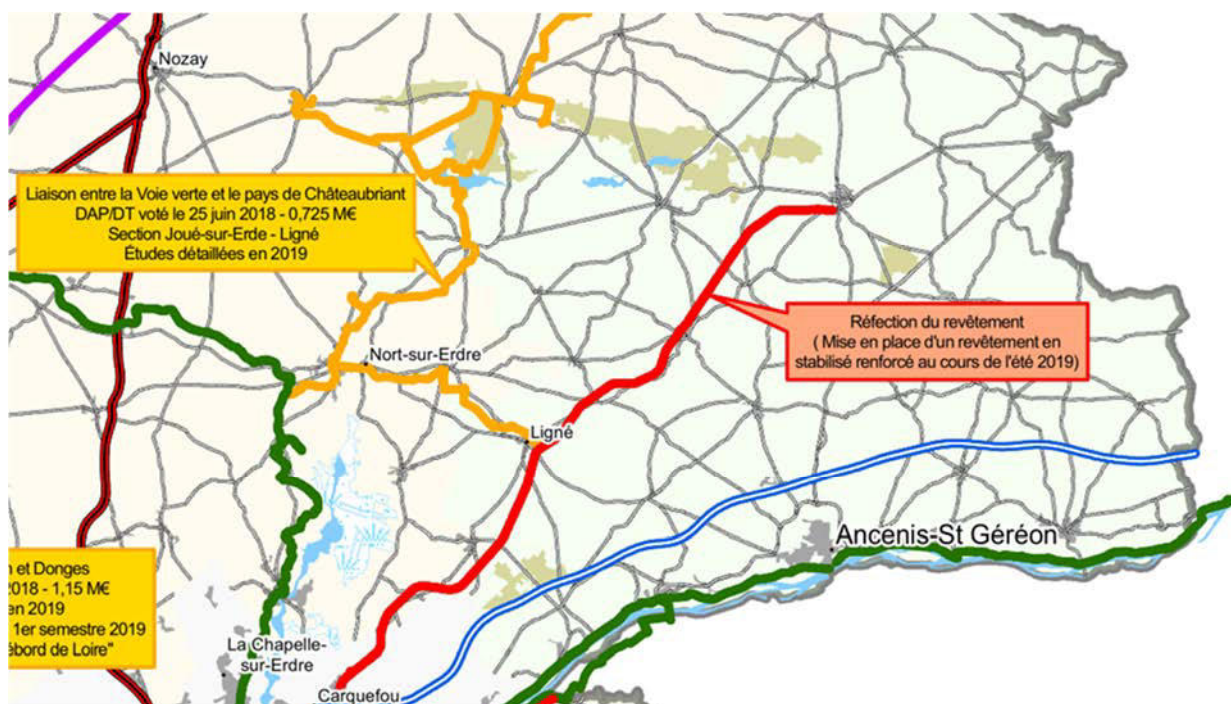 Nozay
Liaison entre la Voie verte et le pays de Châteaubriant
DAP/DT voté le 25 juin 2018 - 0,725 M€
Section Joué-sur-Erde - Ligné
Études détaillées en 2019
Réfection du revêtement
( Mise en place d'un revêtement en
stabilisé renforcé au cours de l'été 2019)
Nort-sur-Erdre
Ligné
Ancenis-St Géréon
n et Donges
2018 - 1,15 M€
en 2019
1er semestre 2019
ébord de Loire"
La Chapelle-
sur-Erdre
Carquefou